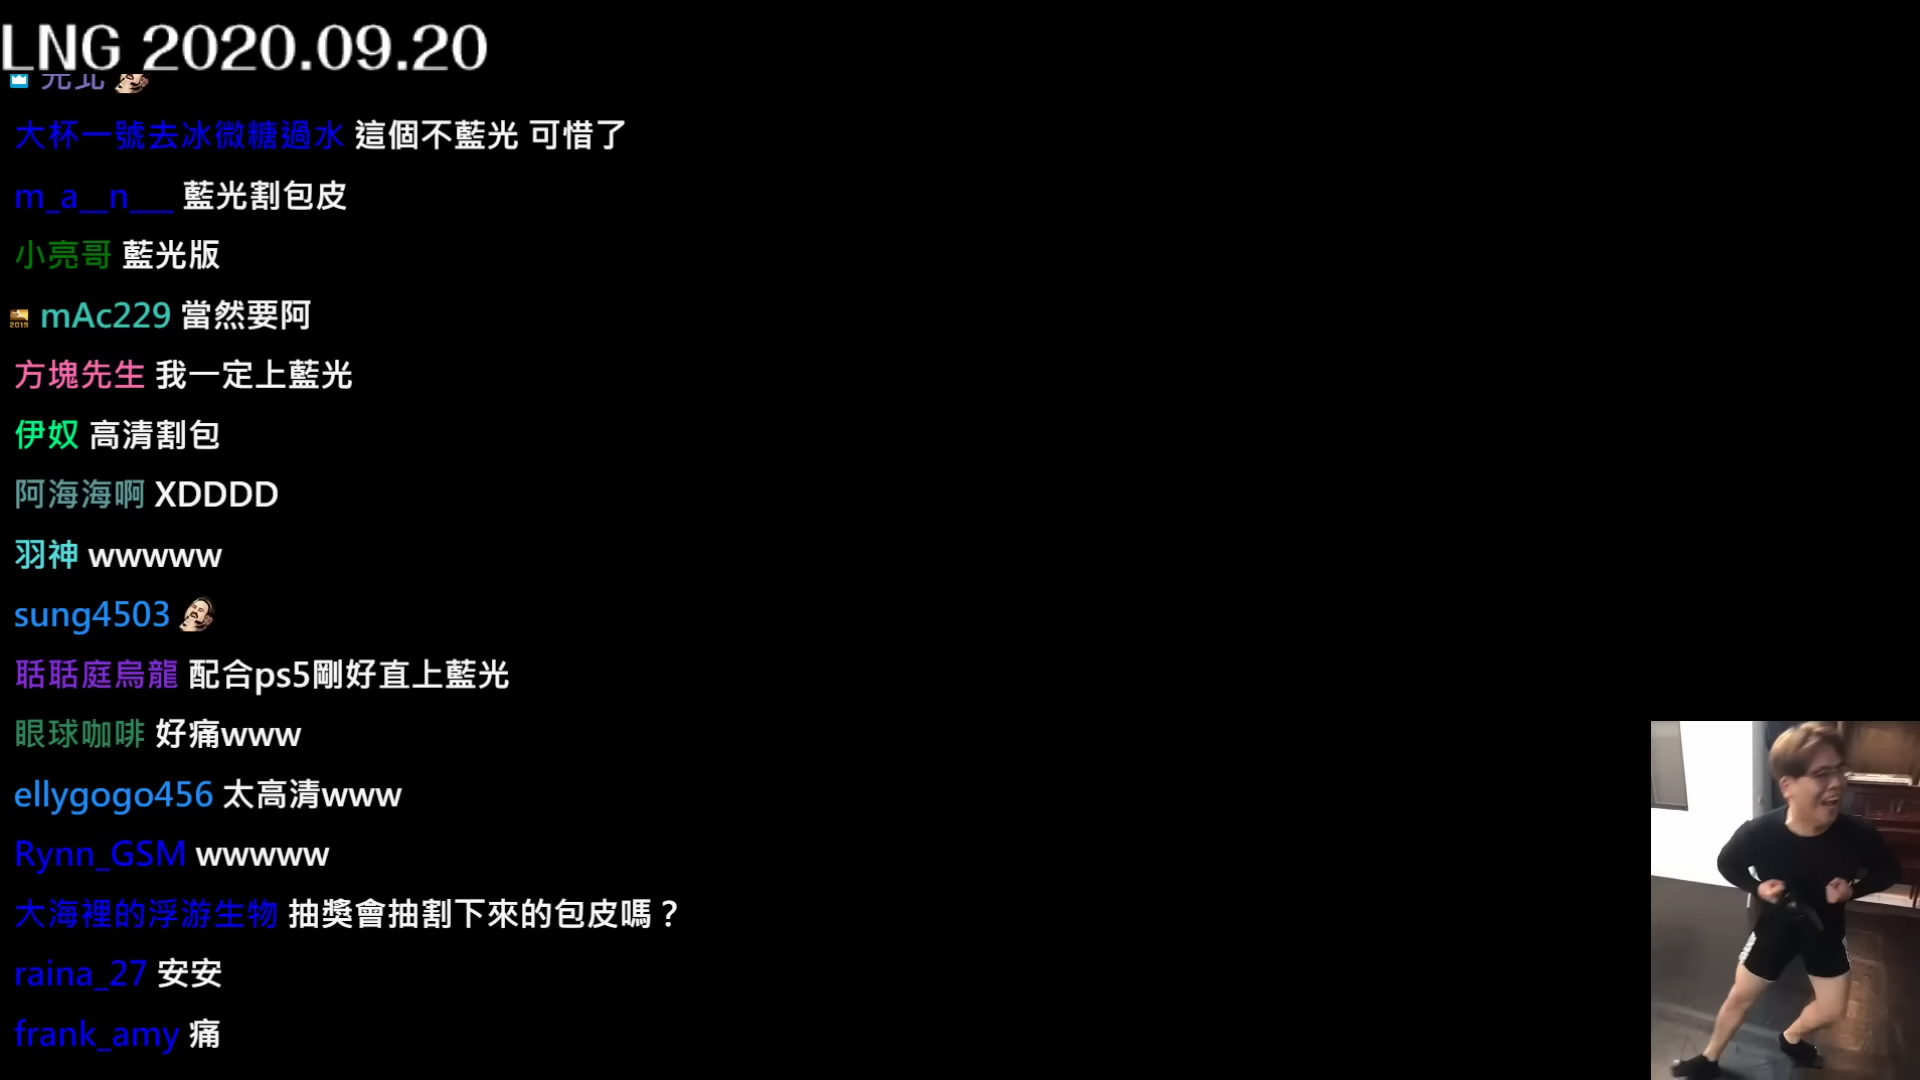 LNG 2020.09.20
大杯一號去冰微糖過水 這個不藍光 可惜了
m_a__n___ 藍光割包皮
小亮哥 藍光版
2019 mAc229 當然要阿
方塊先生 我一定上藍光
伊奴 高清割包
阿海海啊 XDDDD
羽神 wwwww
sung4503
聒聒庭烏龍 配合ps5剛好直上藍光
眼球咖啡 好痛www
ellygogo456 太高清www
Rynn_GSM wwwww
大海裡的浮游生物 抽獎會抽割下來的包皮嗎？
raina_27 安安
frank_amy 痛